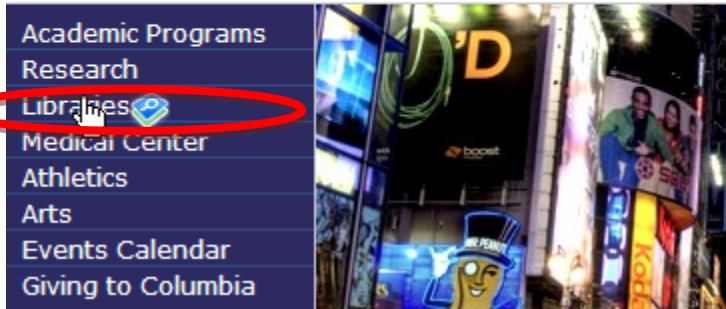 Academic Programs
Research
Libraries
Medical Center
Athletics
Arts
Events Calendar
Giving to Columbia
'D
boost
MR. PEANUT
Kodak